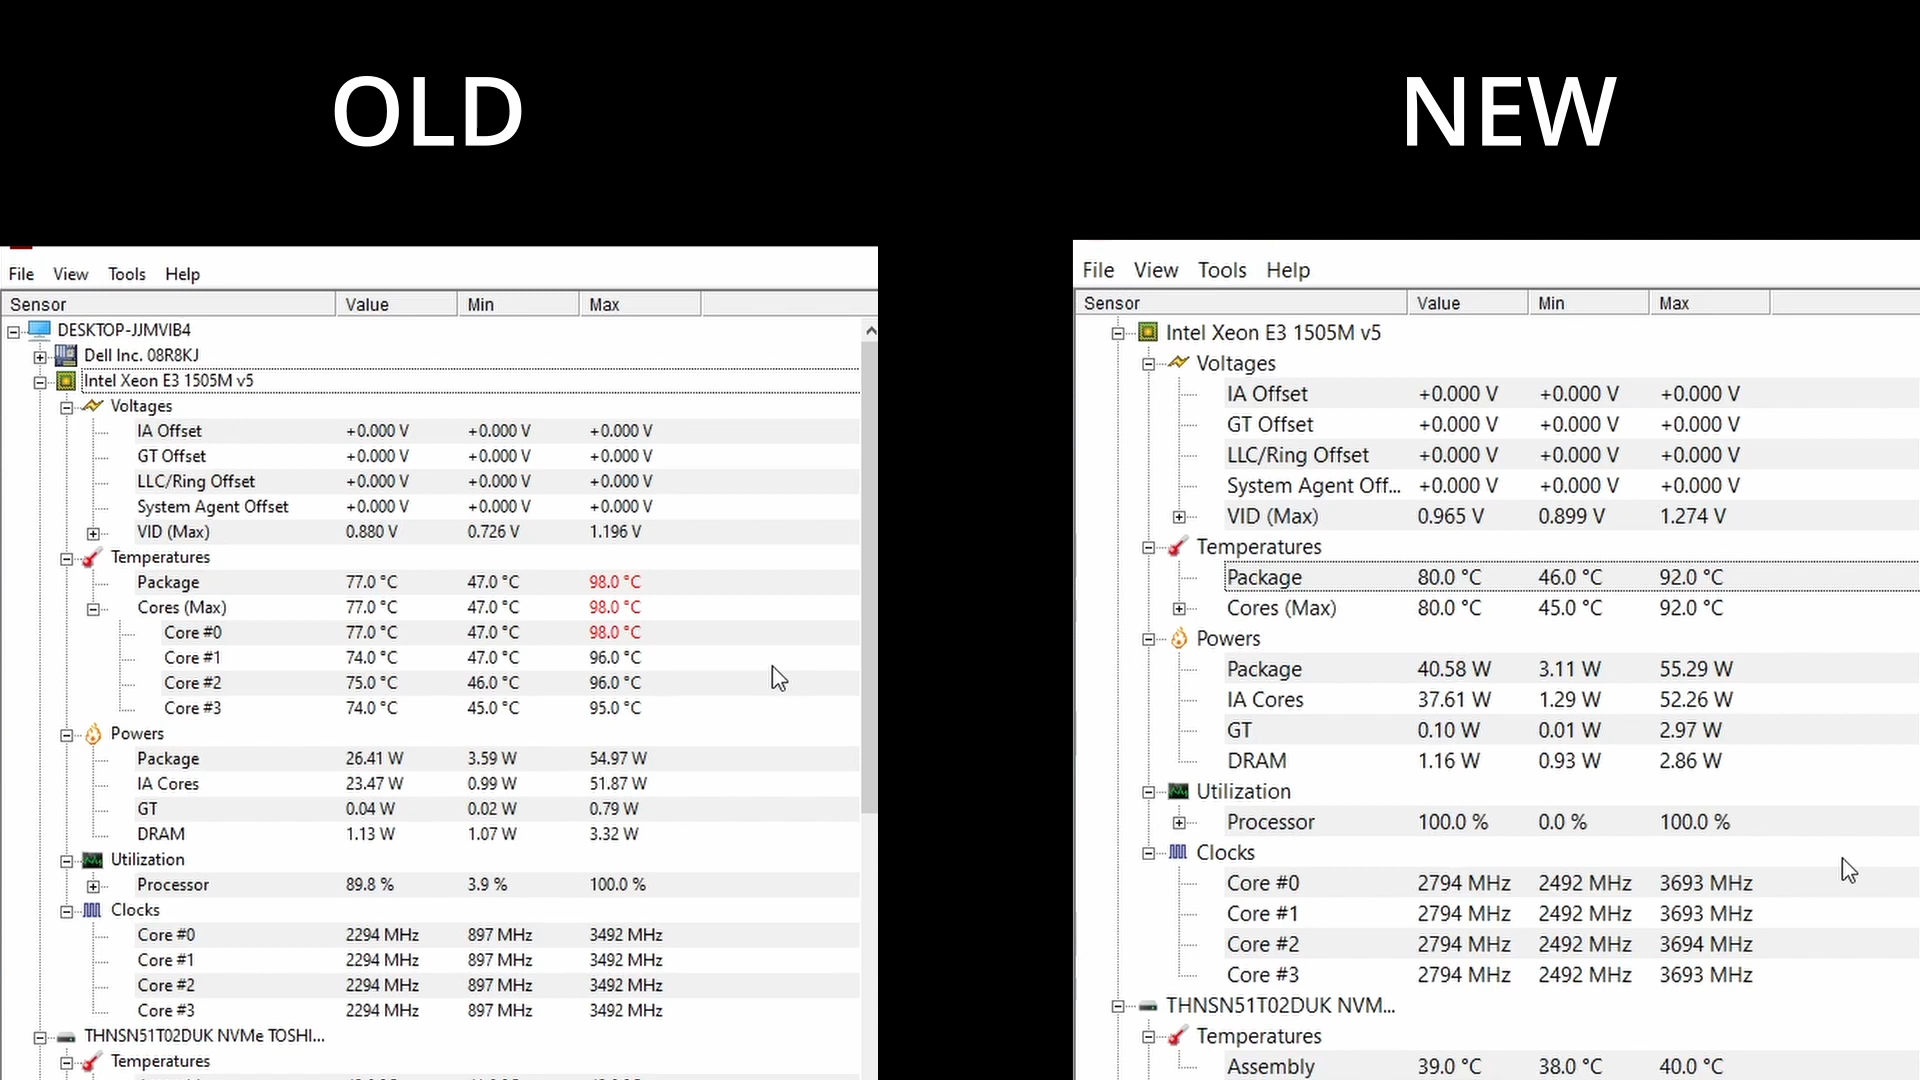 OLD
NEW
File View Tools Help
Sensor Value Min Max
DESKTOP-JJMVIB4
Dell Inc. 08R8KJ
Intel Xeon E3 1505M v5
Voltages
IA Offset +0.000 V +0.000 V +0.000 V
GT Offset +0.000 V +0.000 V +0.000 V
LLC/Ring Offset +0.000 V +0.000 V +0.000 V
System Agent Offset +0.000 V +0.000 V +0.000 V
VID (Max) 0.880 V 0.726 V 1.196 V
Temperatures
Package 77.0 °C 47.0 °C 98.0 °C
Cores (Max) 77.0 °C 47.0 °C 98.0 °C
Core #0 77.0 °C 47.0 °C 98.0 °C
Core #1 74.0 °C 47.0 °C 96.0 °C
Core #2 75.0 °C 46.0 °C 96.0 °C
Core #3 74.0 °C 45.0 °C 95.0 °C
Powers
Package 26.41 W 3.59 W 54.97 W
IA Cores 23.47 W 0.99 W 51.87 W
GT 0.04 W 0.02 W 0.79 W
DRAM 1.13 W 1.07 W 3.32 W
Utilization
Processor 89.8 % 3.9 % 100.0 %
Clocks
Core #0 2294 MHz 897 MHz 3492 MHz
Core #1 2294 MHz 897 MHz 3492 MHz
Core #2 2294 MHz 897 MHz 3492 MHz
Core #3 2294 MHz 897 MHz 3492 MHz
THNSN51T02DUK NVMe TOSHI...
Temperatures
File View Tools Help
Sensor Value Min Max
Intel Xeon E3 1505M v5
Voltages
IA Offset +0.000 V +0.000 V +0.000 V
GT Offset +0.000 V +0.000 V +0.000 V
LLC/Ring Offset +0.000 V +0.000 V +0.000 V
System Agent Off... +0.000 V +0.000 V +0.000 V
VID (Max) 0.965 V 0.899 V 1.274 V
Temperatures
Package 80.0 °C 46.0 °C 92.0 °C
Cores (Max) 80.0 °C 45.0 °C 92.0 °C
Powers
Package 40.58 W 3.11 W 55.29 W
IA Cores 37.61 W 1.29 W 52.26 W
GT 0.10 W 0.01 W 2.97 W
DRAM 1.16 W 0.93 W 2.86 W
Utilization
Processor 100.0 % 0.0 % 100.0 %
Clocks
Core #0 2794 MHz 2492 MHz 3693 MHz
Core #1 2794 MHz 2492 MHz 3693 MHz
Core #2 2794 MHz 2492 MHz 3694 MHz
Core #3 2794 MHz 2492 MHz 3693 MHz
THNSN51T02DUK NVM...
Temperatures
Assembly 39.0 °C 38.0 °C 40.0 °C